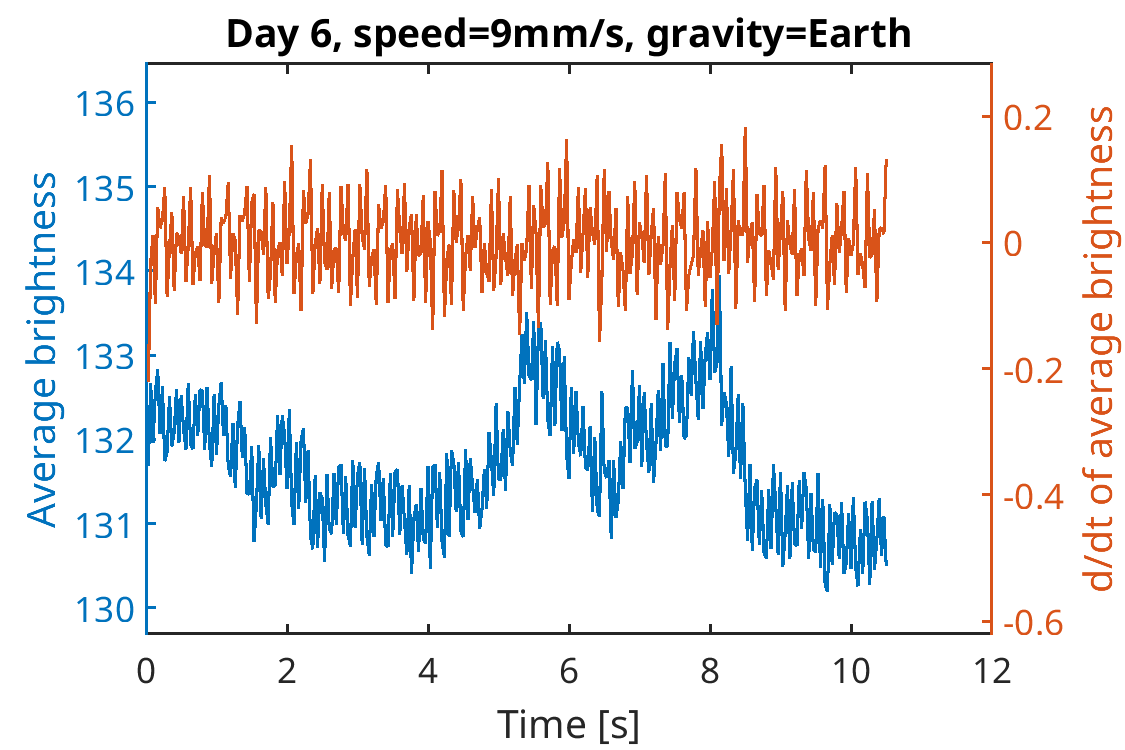 Day 6, speed=9mm/s, gravity=Earth
136
135
134
133
132
131
130
Average brightness
0.2
0
-0.2
-0.4
-0.6
d/dt of average brightness
0 2 4 6 8 10 12
Time [s]